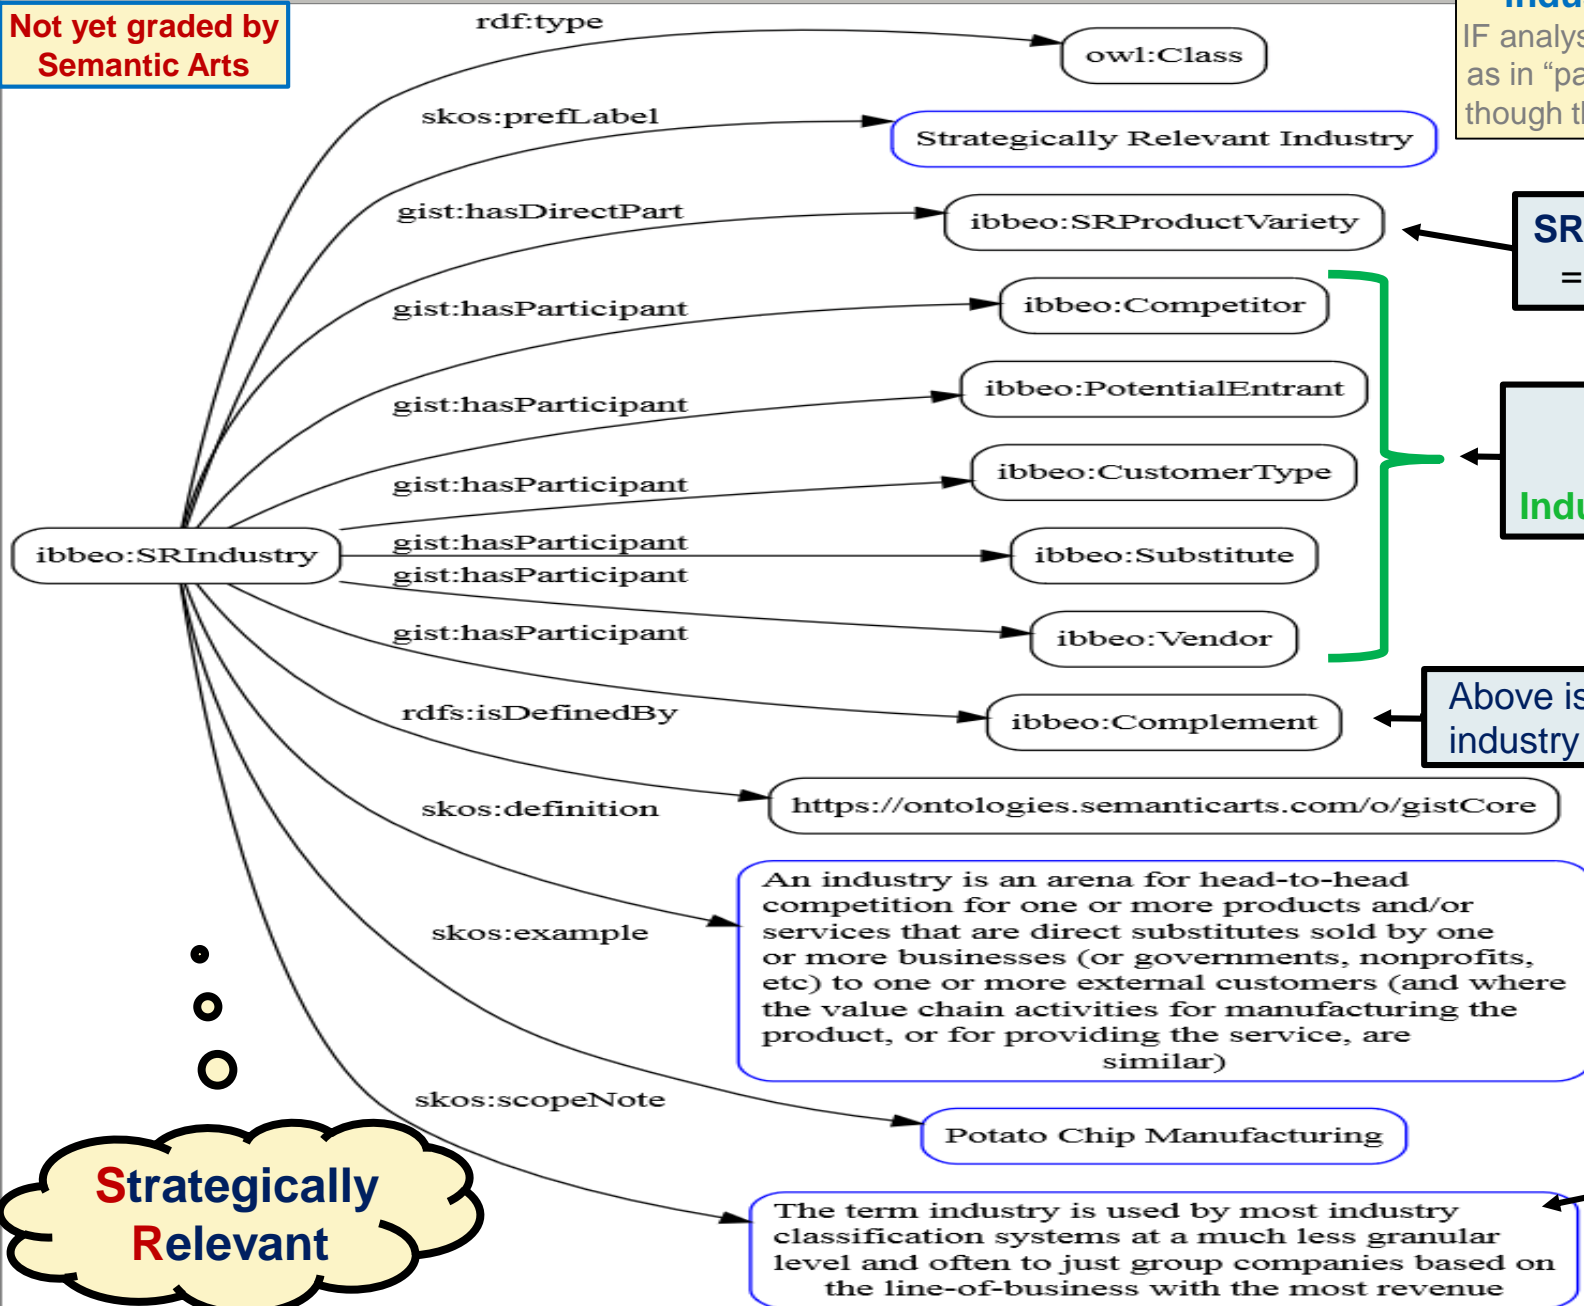 Not yet graded by
Semantic Arts
IF analys
as in “pa
though th
rdf:type
owl:Class
skos:prefLabel
Strategically Relevant Industry
gist:hasDirectPart
ibbeo:SRProductVariety
SR
=
gist:hasParticipant
ibbeo:Competitor
gist:hasParticipant
ibbeo:PotentialEntrant
gist:hasParticipant
ibbeo:CustomerType
Indu
ibbeo:SRIndustry
gist:hasParticipant
ibbeo:Substitute
gist:hasParticipant
ibbeo:Vendor
gist:hasParticipant
ibbeo:Complement
Above is
industry
rdfs:isDefinedBy
https://ontologies.semanticarts.com/o/gistCore
skos:definition
An industry is an arena for head-to-head
competition for one or more products and/or
services that are direct substitutes sold by one
or more businesses (or governments, nonprofits,
etc) to one or more external customers (and where
the value chain activities for manufacturing the
product, or for providing the service, are
similar)
skos:example
Potato Chip Manufacturing
skos:scopeNote
The term industry is used by most industry
classification systems at a much less granular
level and often to just group companies based on
the line-of-business with the most revenue
Strategically
Relevant